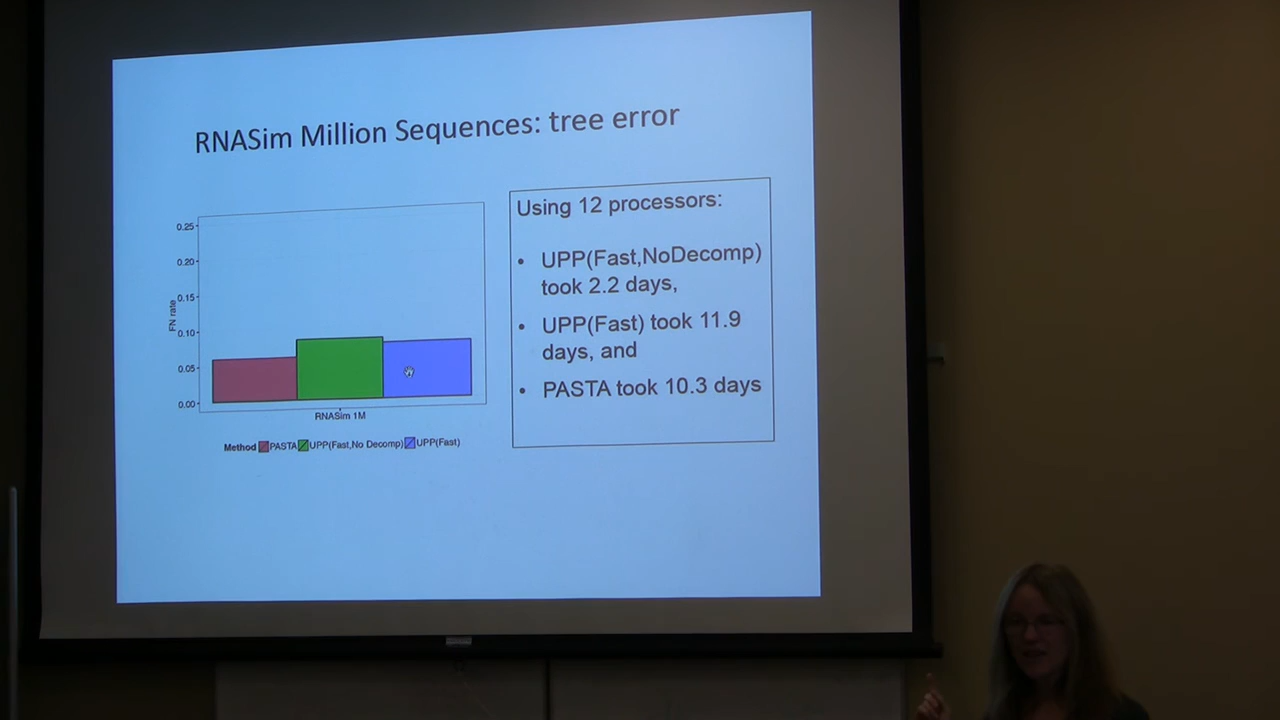 RNASim Million Sequences: tree error
0.25
0.20
0.15
0.10
0.05
0.00
FN rate
RNASim 1M
Method PASTA UPP(Fast,No Decomp) UPP(Fast)
Using 12 processors:
• UPP(Fast,NoDecomp)
took 2.2 days,
• UPP(Fast) took 11.9
days, and
• PASTA took 10.3 days